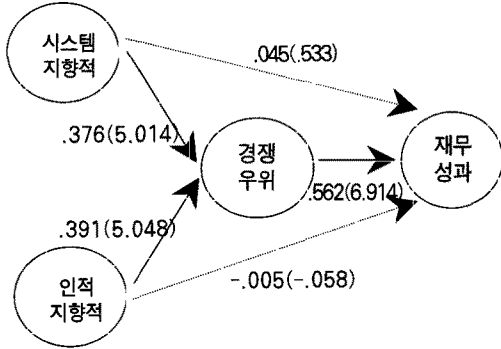 시스템
지향적
.045(.533)
.376(5.014)
경쟁
우위
재무
성과
.562(6.914)
.391(5.048)
-.005(-.058)
인적
지향적